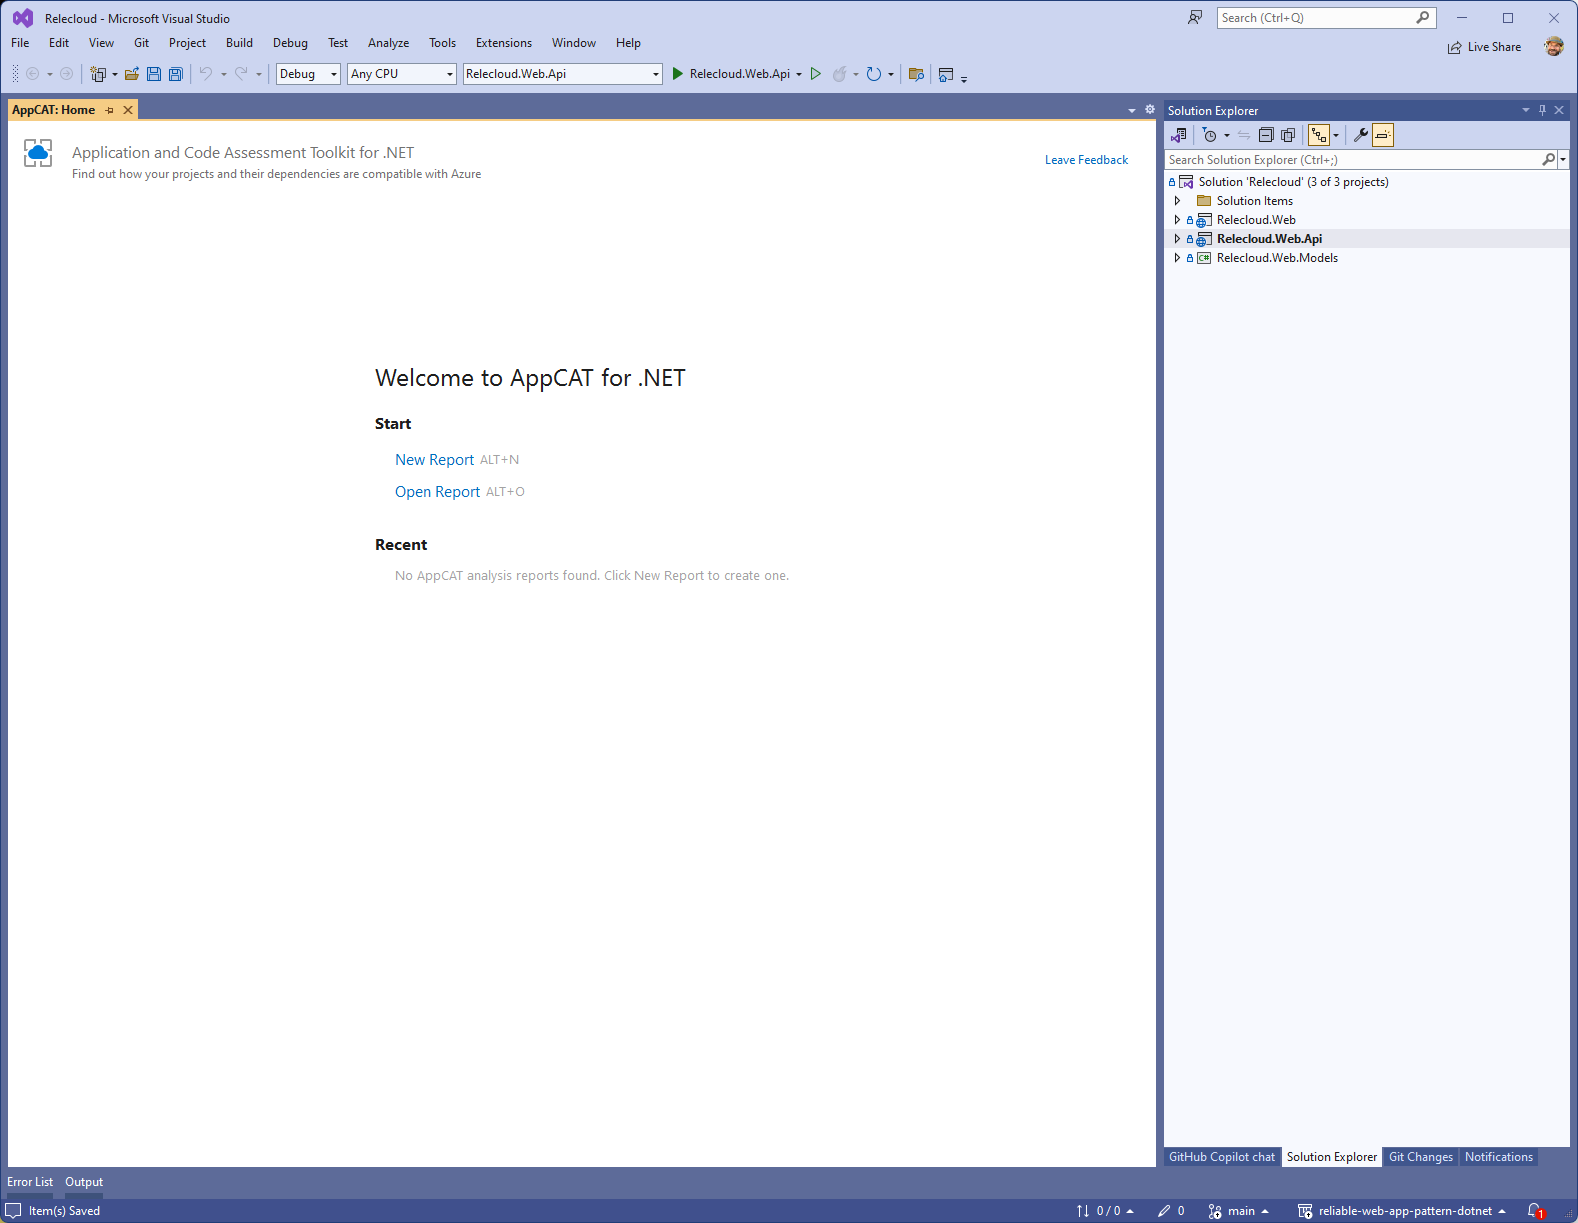 Relecloud - Microsoft Visual Studio
Search (Ctrl+Q)
File Edit View Git Project Build Debug Test Analyze Tools Extensions Window Help
Live Share
Debug Any CPU Relecloud.Web.Api Relecloud.Web.Api
AppCAT: Home
Application and Code Assessment Toolkit for .NET
Find out how your projects and their dependencies are compatible with Azure
Leave Feedback
Welcome to AppCAT for .NET
Start
New Report ALT+N
Open Report ALT+O
Recent
No AppCAT analysis reports found. Click New Report to create one.
Solution Explorer
Search Solution Explorer (Ctrl+;)
Solution 'Relecloud' (3 of 3 projects)
Solution Items
Relecloud.Web
Relecloud.Web.Api
C# Relecloud.Web.Models
GitHub Copilot chat Solution Explorer Git Changes Notifications
Error List Output
Item(s) Saved 0 / 0 0 main reliable-web-app-pattern-dotnet 1